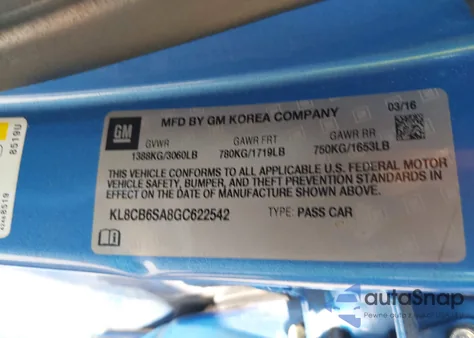 GM
MFD BY GM KOREA COMPANY
03/16
GVWR GAWR FRT GAWR RR
1388KG/3060LB 780KG/1719LB 750KG/1653LB
THIS VEHICLE CONFORMS TO ALL APPLICABLE U.S. FEDERAL MOTOR
VEHICLE SAFETY, BUMPER, AND THEFT PREVENTION STANDARDS IN
EFFECT ON THE DATE OF MANUFACTURE SHOWN ABOVE.
KL8CB6SA8GC622542 TYPE: PASS CAR
8519U
autoSnap